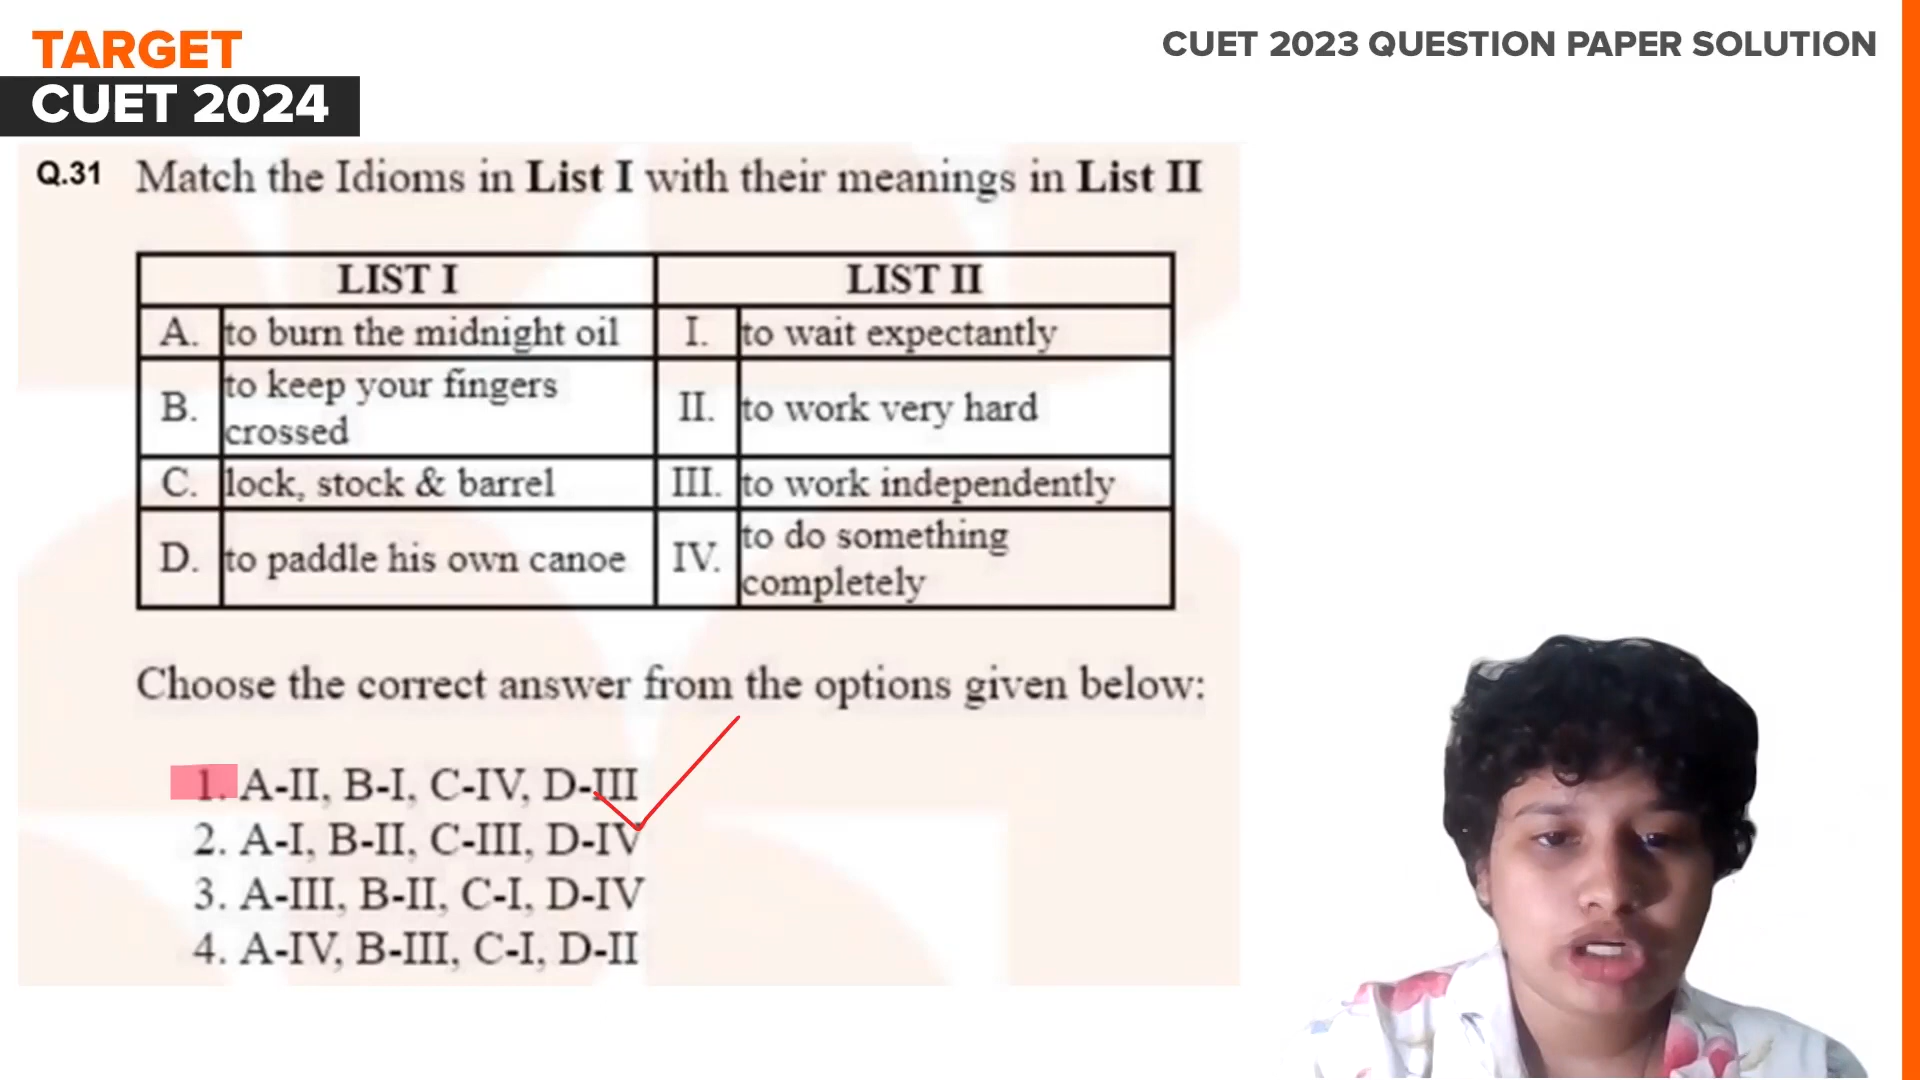 TARGET
CUET 2024
CUET 2023 QUESTION PAPER SOLUTION
Q.31 Match the Idioms in List I with their meanings in List II
LIST I LIST II
A. to burn the midnight oil I. to wait expectantly
B. to keep your fingers crossed II. to work very hard
C. lock, stock & barrel III. to work independently
D. to paddle his own canoe IV. to do something completely
Choose the correct answer from the options given below:
1. A-II, B-I, C-IV, D-III
2. A-I, B-II, C-III, D-IV
3. A-III, B-II, C-I, D-IV
4. A-IV, B-III, C-I, D-II